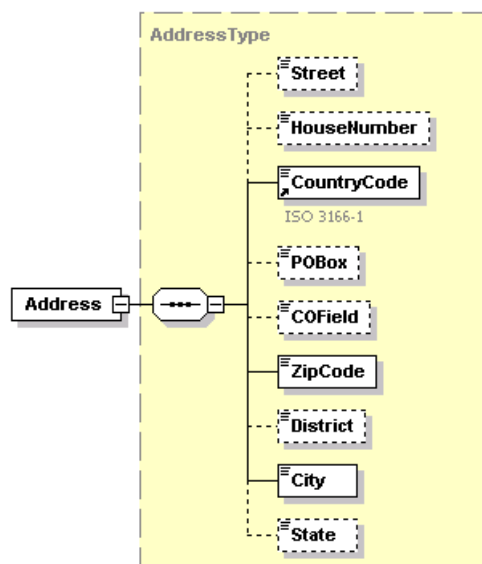 AddressType
Street
HouseNumber
CountryCode
ISO 3166-1
POBox
Address
COField
ZipCode
District
City
State